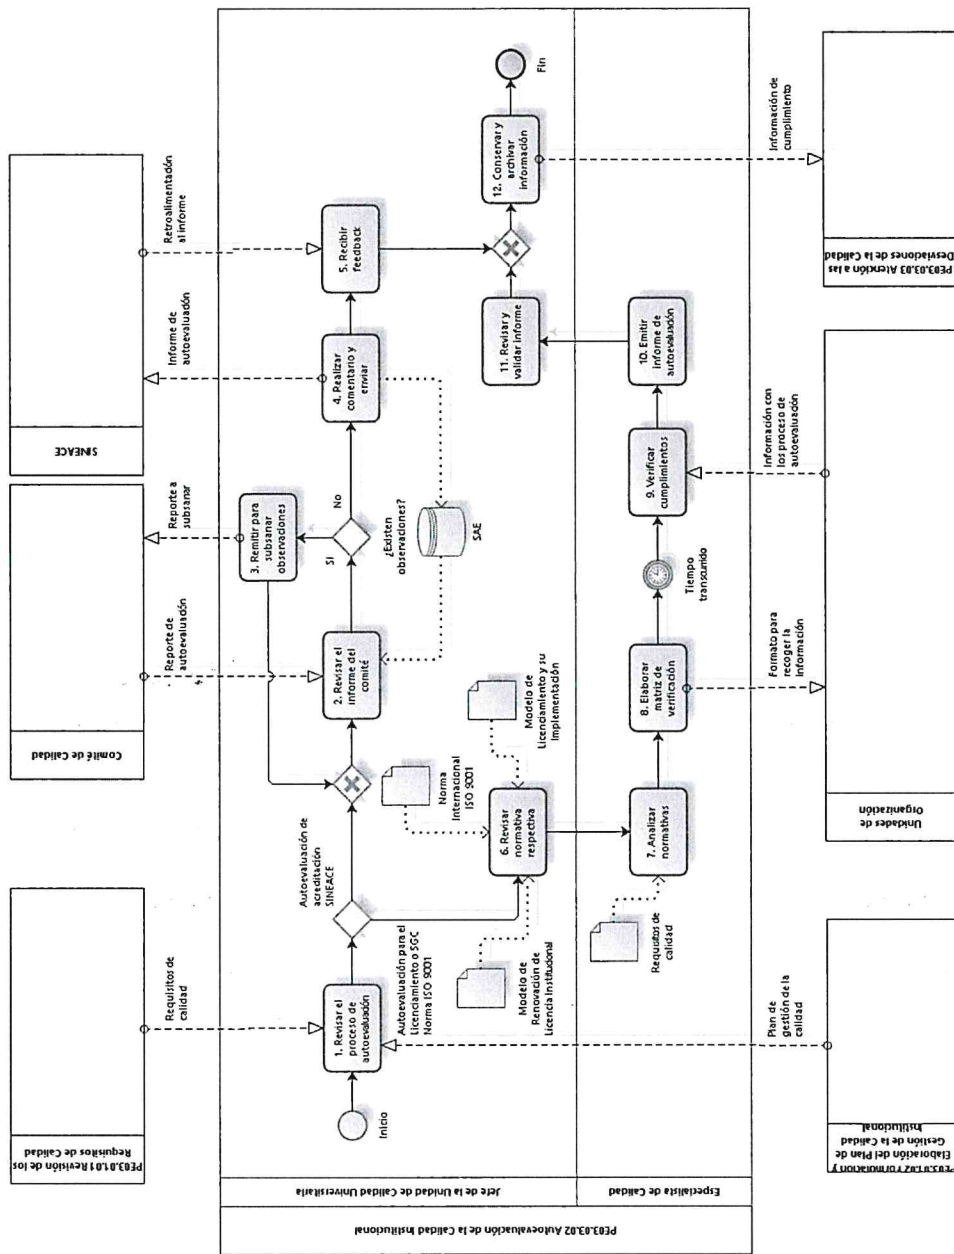 PE03.01.01 Revisión de los
Requisitos de Calidad
Comité de Calidad
SINEACE
Requisitos de
calidad
Reporte de
autoevaluación
Reporte a
subsanar
Informe de
autoevaluación
Retroalimentación
al informe
PE03.03.02 Autoevaluación de la Calidad Institucional
Jefe de la Unidad de Calidad Universitaria
Inicio
1. Revisar el
proceso de
autoevaluación
Autoevaluación de
acreditación
SINEACE
Autoevaluación para el
Licenciamiento o SGC
Norma ISO 9001
2. Revisar el
informe del
comité
3. Remitir para
subsanar
observaciones
SI
No
¿Existen
observaciones?
SAE
4. Realizar
comentario y
enviar
5. Recibir
feedback
Norma
Internacional
ISO 9001
Modelo de
Renovación de
Licencia Institucional
6. Revisar
normativa
respectiva
Modelo de
Licenciamiento y su
Implementación
11. Revisar y
validar informe
12. Conservar y
archivar
información
Fin
Especialista de Calidad
Requisitos de
calidad
7. Analizar
normativas
8. Elaborar
matriz de
verificación
Tiempo
transcurrido
9. Verificar
cumplimientos
10. Emitir
informe de
autoevaluación
Plan de
gestión de la
calidad
Formato para
recoger la
información
Información con
los proceso de
autoevaluación
Información de
cumplimiento
PE03.01.02 Formulación y
Elaboración del Plan de
Gestión de la Calidad
Institucional
Unidades de
Organización
PE03.03.03 Atención a las
Desviaciones de la Calidad